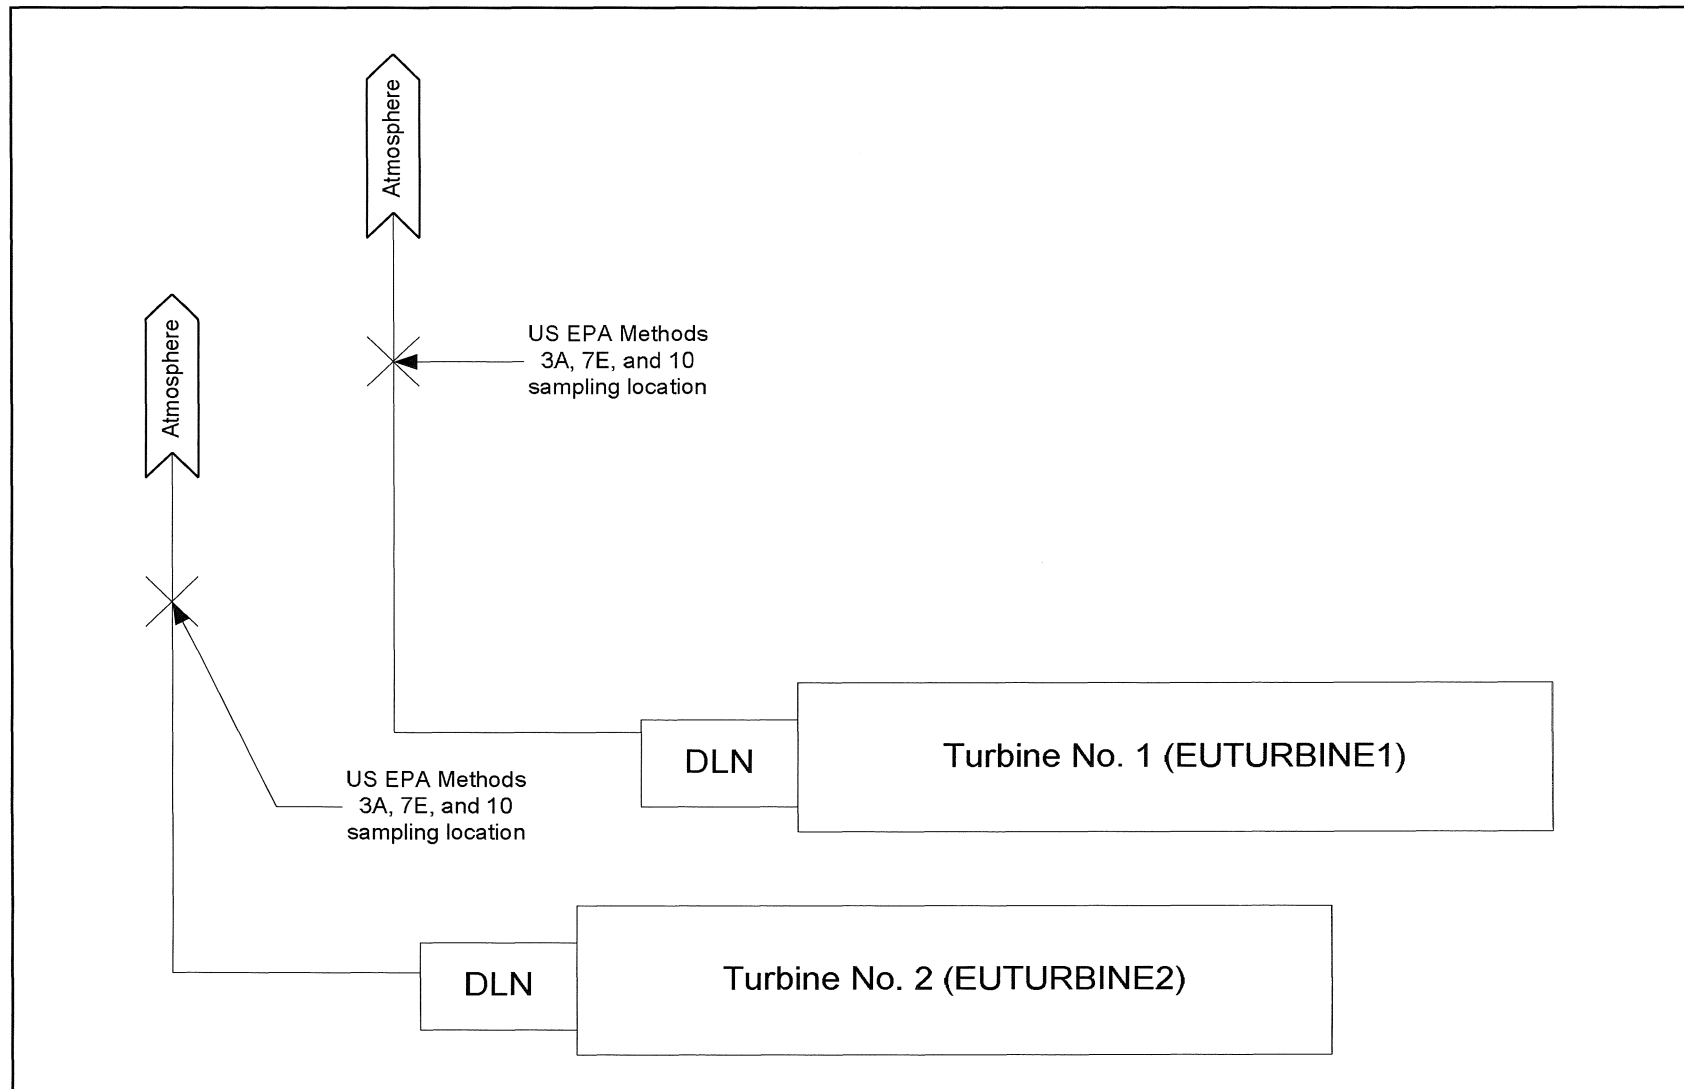 Atmosphere
US EPA Methods
3A, 7E, and 10
sampling location
Atmosphere
US EPA Methods
3A, 7E, and 10
sampling location
DLN
Turbine No. 1 (EUTURBINE1)
DLN
Turbine No. 2 (EUTURBINE2)